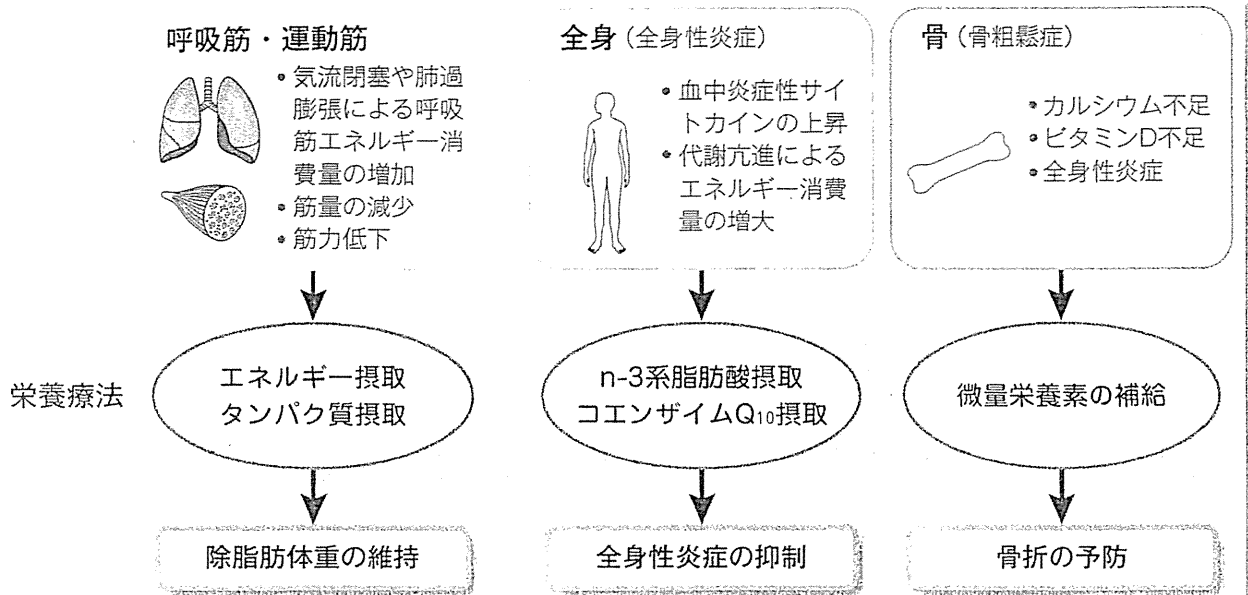 呼吸筋・運動筋
• 気流閉塞や肺過
膨張による呼吸
筋エネルギー消
費量の増加
• 筋量の減少
• 筋力低下
全身（全身性炎症）
• 血中炎症性サイ
トカインの上昇
• 代謝亢進による
エネルギー消費
量の増大
骨（骨粗鬆症）
• カルシウム不足
• ビタミンD不足
• 全身性炎症
栄養療法
エネルギー摂取
タンパク質摂取
n-3系脂肪酸摂取
コエンザイムQ₁₀摂取
微量栄養素の補給
除脂肪体重の維持
全身性炎症の抑制
骨折の予防